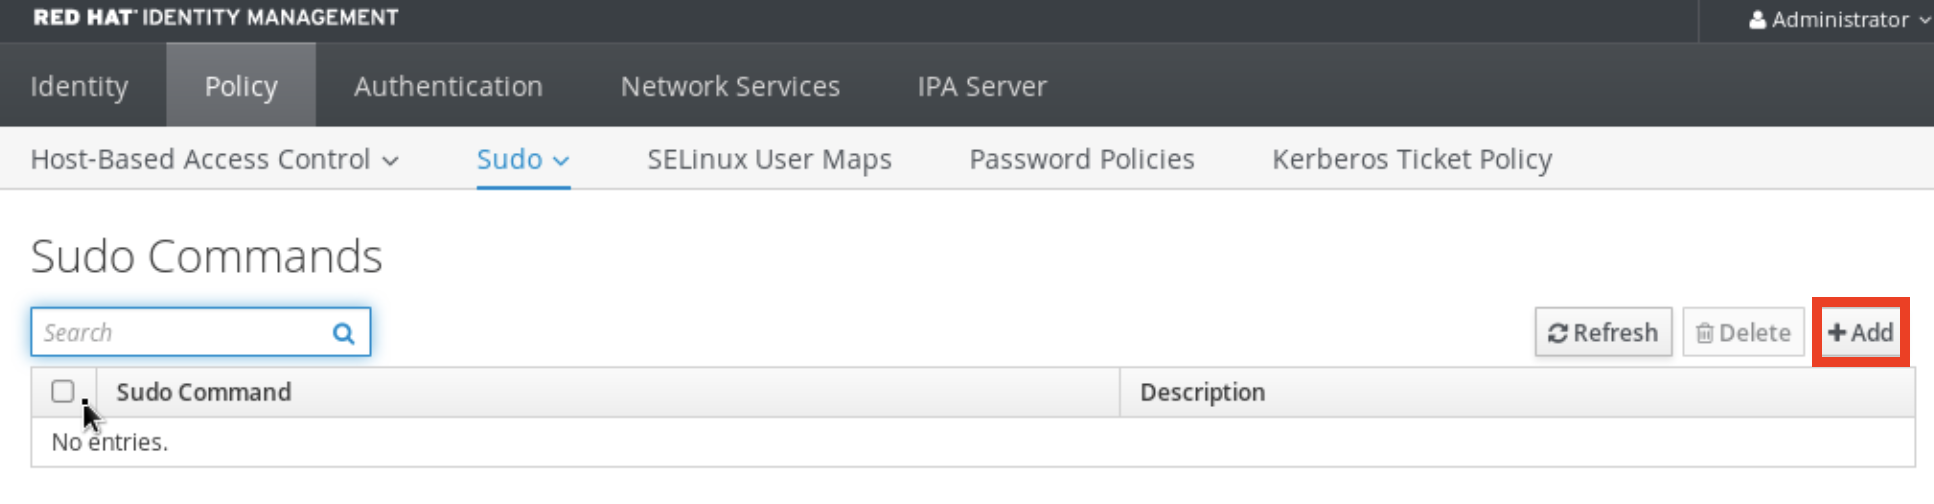 RED HAT® IDENTITY MANAGEMENT
Administrator
Identity Policy Authentication Network Services IPA Server
Host-Based Access Control Sudo SELinux User Maps Password Policies Kerberos Ticket Policy
Sudo Commands
Search Refresh Delete +Add
Sudo Command Description
No entries.